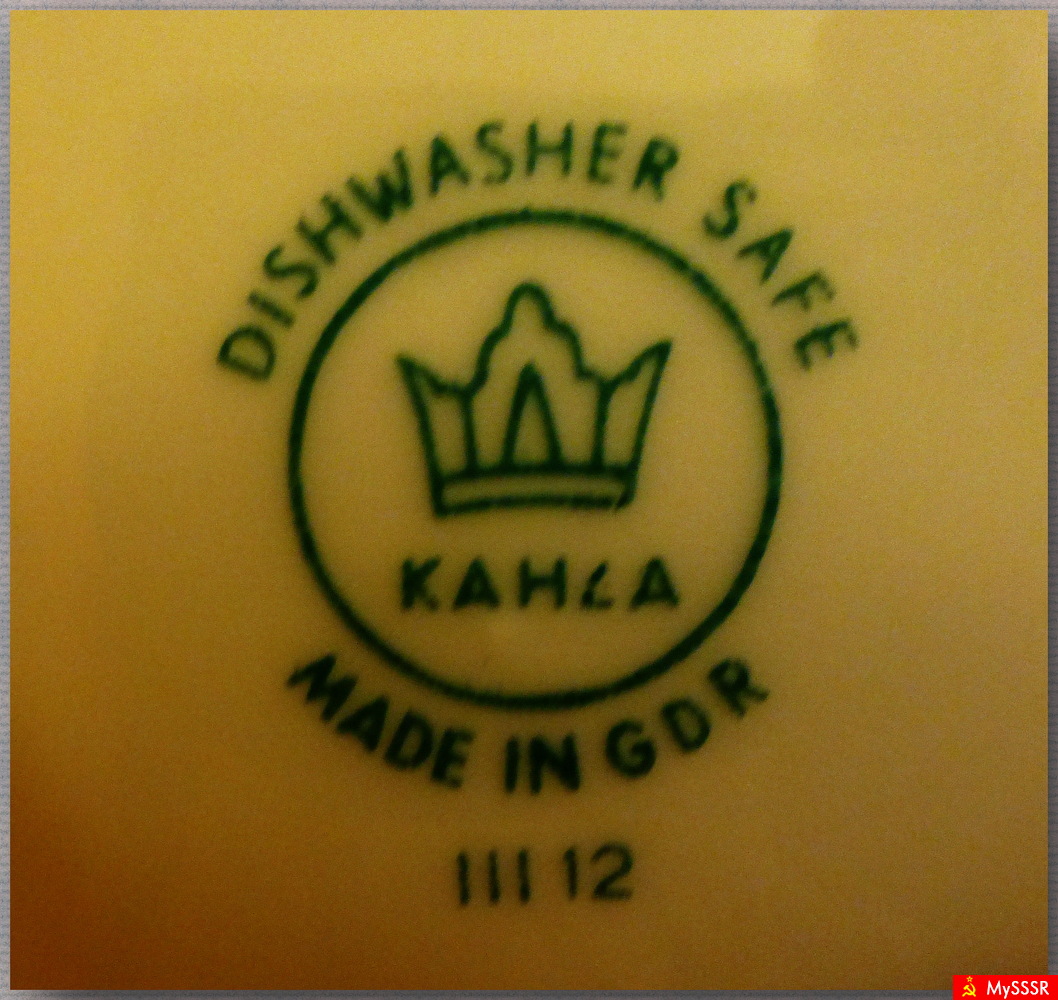 DISHWASHER SAFE
KAHLA
MADE IN GDR
III 12
MySSSR